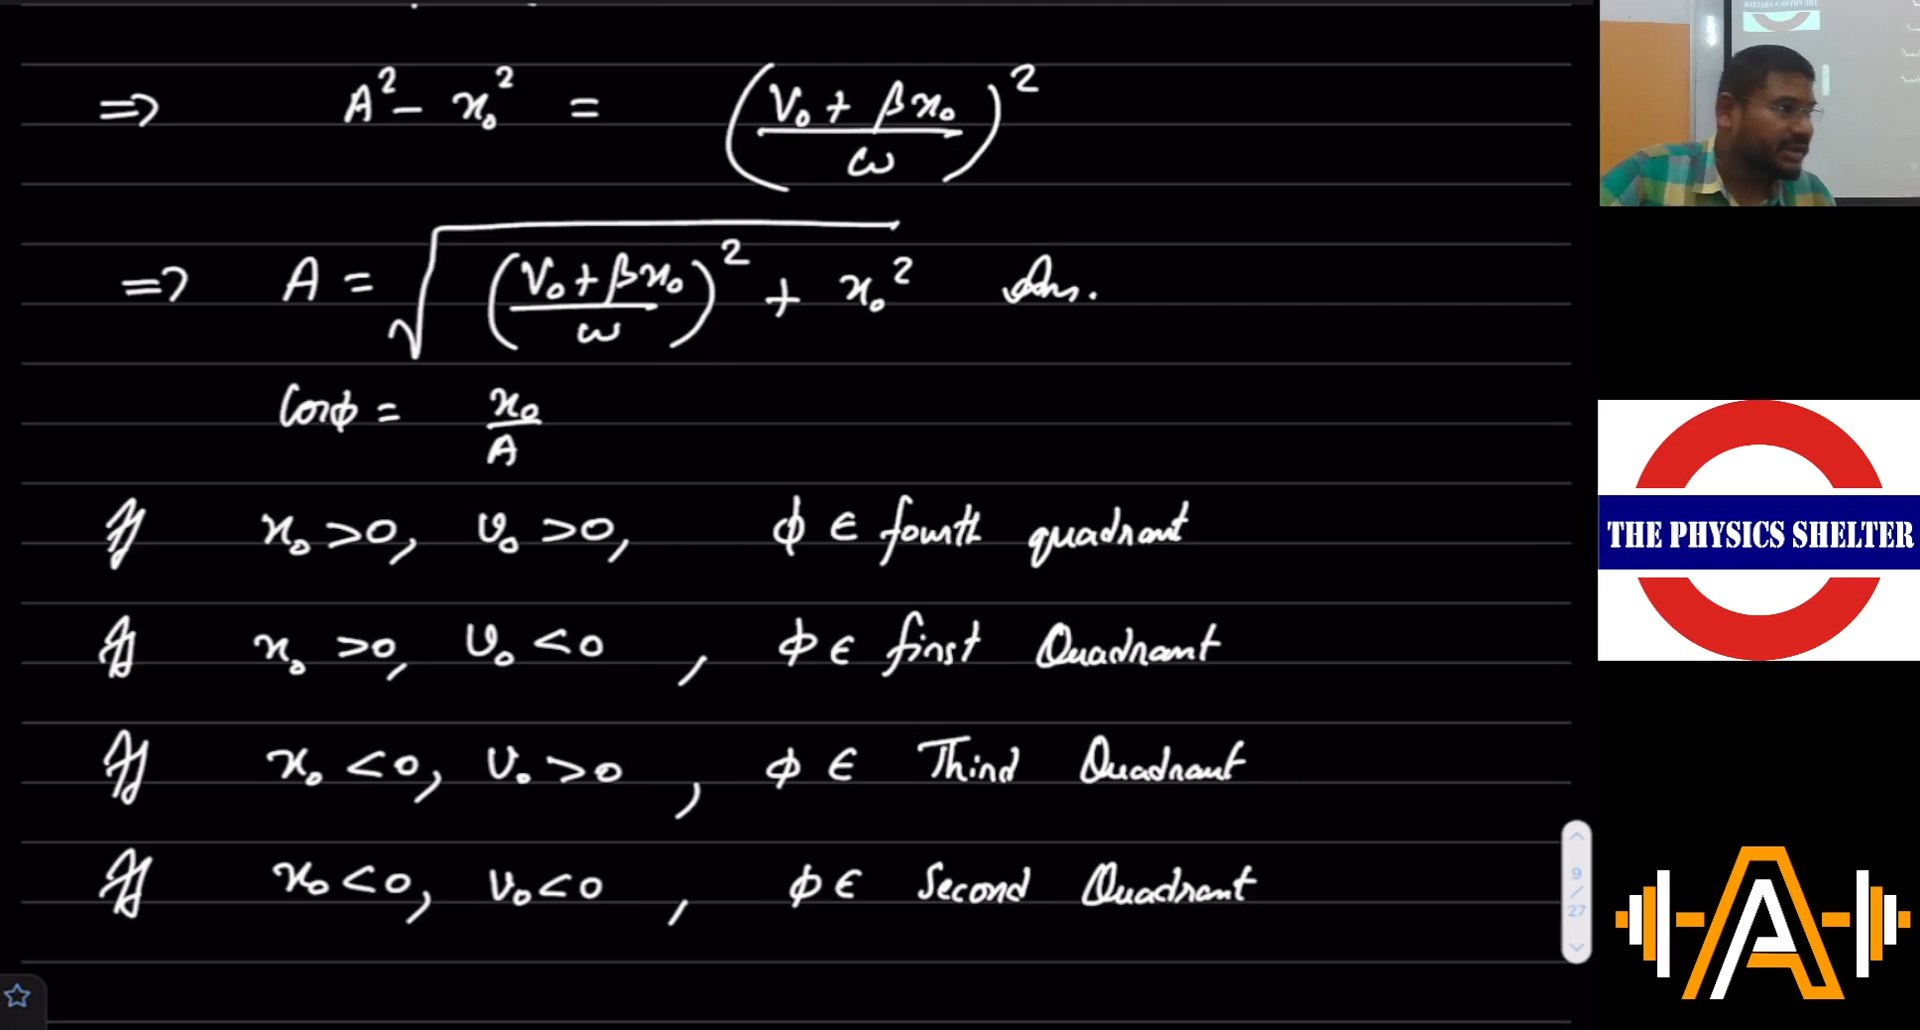 => A² - x₀² = ((V₀ + βx₀)/ω)²
=> A = √(((V₀ + βx₀)/ω)² + x₀²) Ans.
Cosϕ = x₀/A
If x₀ > 0, v₀ > 0, ϕ ∈ fourth quadrant
If x₀ > 0, v₀ < 0, ϕ ∈ first Quadrant
If x₀ < 0, v₀ > 0, ϕ ∈ Third Quadrant
If x₀ < 0, v₀ < 0, ϕ ∈ Second Quadrant
THE PHYSICS SHELTER
9
/
27
A